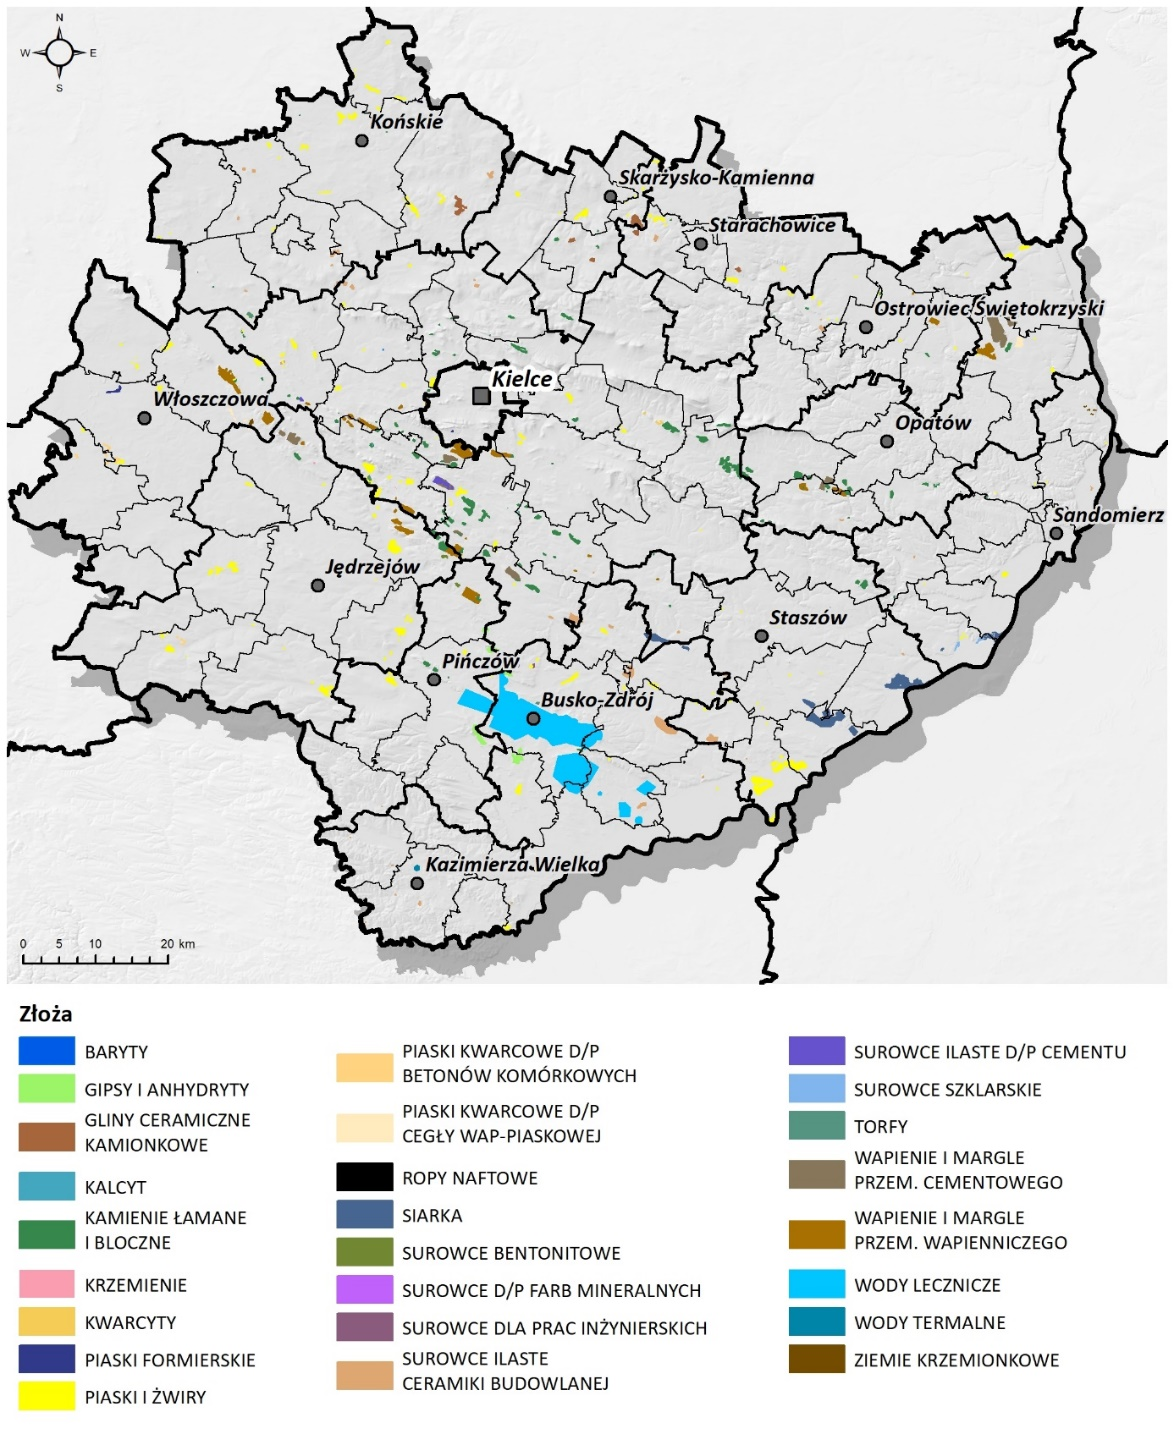 N
W E
S
Końskie
Skarżysko-Kamienna
Starachowice
Ostrowiec Świętokrzyski
Kielce
Włoszczowa
Opatów
Sandomierz
Jędrzejów
Staszów
Pińczów
Busko-Zdrój
Kazimierza Wielka
0 5 10 20 km
Złoża
BARYTY
GIPSY I ANHYDRYTY
GLINY CERAMICZNE
KAMIONKOWE
KALCYT
KAMIENIE ŁAMANE
I BLOCZNE
KRZEMIENIE
KWARCYTY
PIASKI FORMIERSKIE
PIASKI I ŻWIRY
PIASKI KWARCOWE D/P
BETONÓW KOMÓRKOWYCH
PIASKI KWARCOWE D/P
CEGŁY WAP-PIASKOWEJ
ROPY NAFTOWE
SIARKA
SUROWCE BENTONITOWE
SUROWCE D/P FARB MINERALNYCH
SUROWCE DLA PRAC INŻYNIERSKICH
SUROWCE ILASTE
CERAMIKI BUDOWLANEJ
SUROWCE ILASTE D/P CEMENTU
SUROWCE SZKLARSKIE
TORFY
WAPIENIE I MARGLE
PRZEM. CEMENTOWEGO
WAPIENIE I MARGLE
PRZEM. WAPIENNICZEGO
WODY LECZNICZE
WODY TERMALNE
ZIEMIE KRZEMIONKOWE